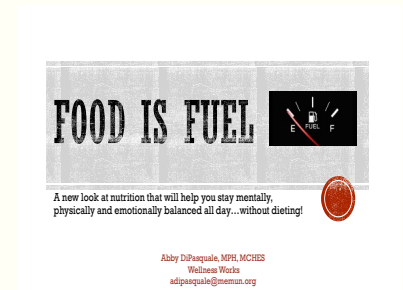 FOOD IS FUEL
E FUEL F
A new look at nutrition that will help you stay mentally,
physically and emotionally balanced all day…without dieting!
Abby DiPasquale, MPH, MCHES
Wellness Works
adipasquale@memun.org